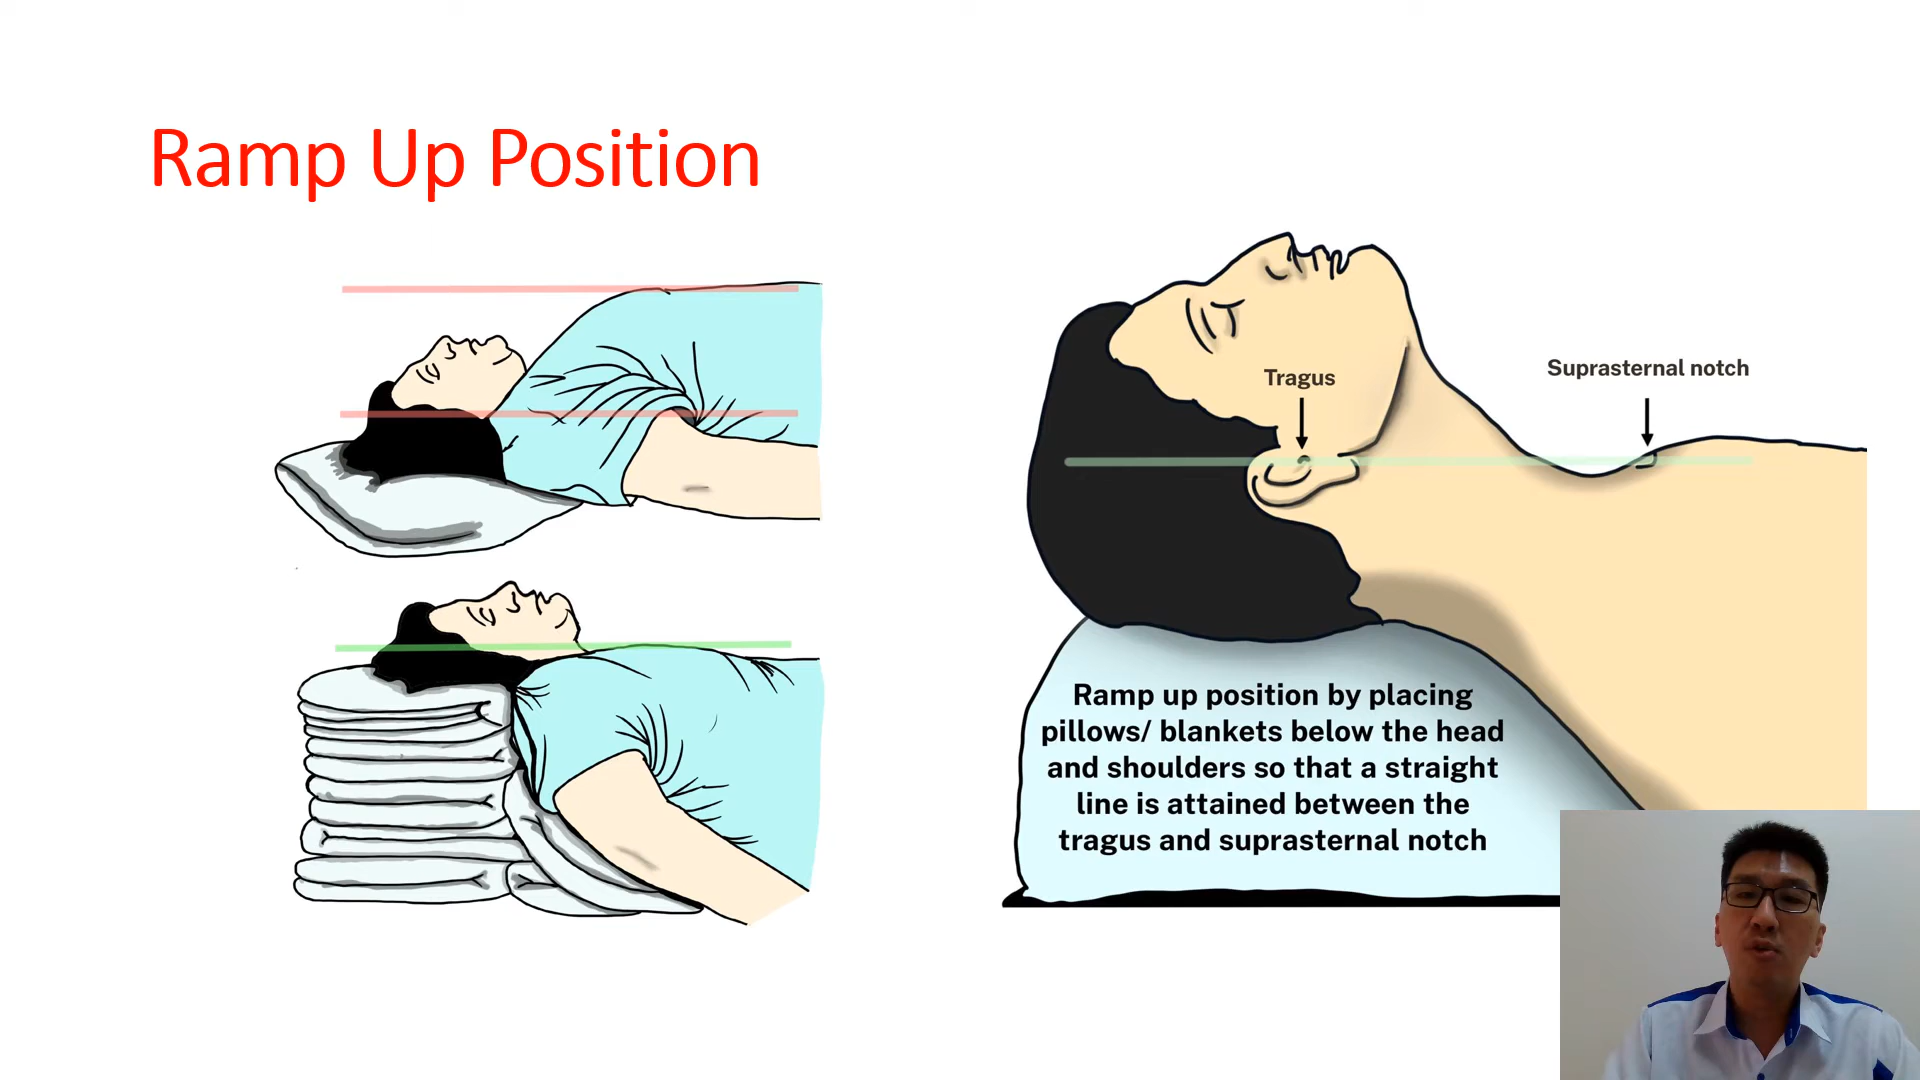 Ramp Up Position
Tragus
Suprasternal notch
Ramp up position by placing
pillows/ blankets below the head
and shoulders so that a straight
line is attained between the
tragus and suprasternal notch